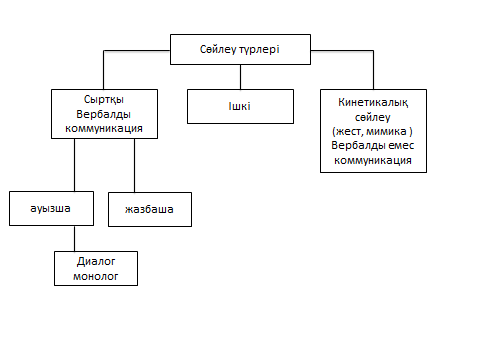 Сөйлеу түрлері
Сыртқы
Вербалды
коммуникация
Ішкі
Кинетикалық
сөйлеу
(жест, мимика )
Вербалды емес
коммуникация
ауызша
жазбаша
Диалог
монолог